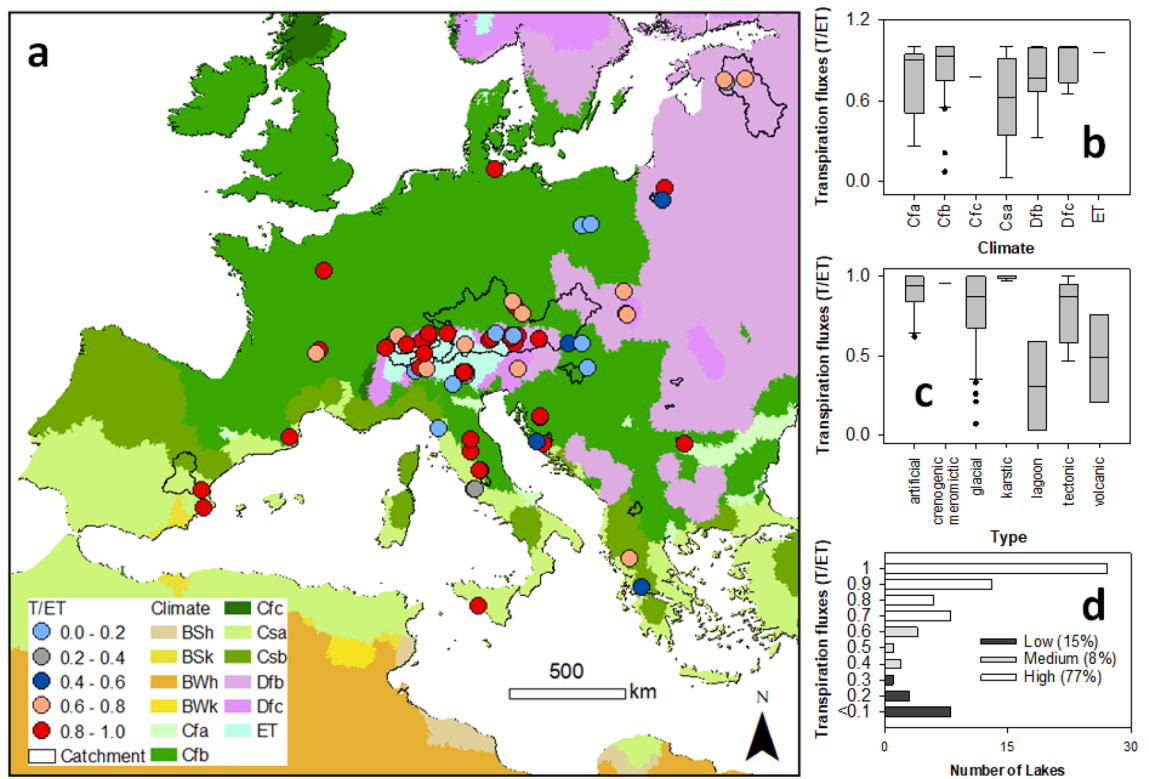 a
T/ET
0.0 - 0.2
0.2 - 0.4
0.4 - 0.6
0.6 - 0.8
0.8 - 1.0
Catchment
Climate
BSh
BSk
BWh
BWk
Cfa
Cfb
Cfc
Csa
Csb
Dfb
Dfc
ET
500
km
N
Transpiration fluxes (T/ET)
1.2
0.6
0.0
b
Cfa
Cfb
Cfc
Csa
Dfb
Dfc
ET
Climate
Transpiration fluxes (T/ET)
1.0
0.5
0.0
c
artificial
crenogenic
meromictic
glacial
karstic
lagoon
tectonic
volcanic
Type
Transpiration fluxes (T/ET)
1
0.9
0.8
0.7
0.6
0.5
0.4
0.3
0.2
<0.1
d
Low (15%)
Medium (8%)
High (77%)
0
15
30
Number of Lakes